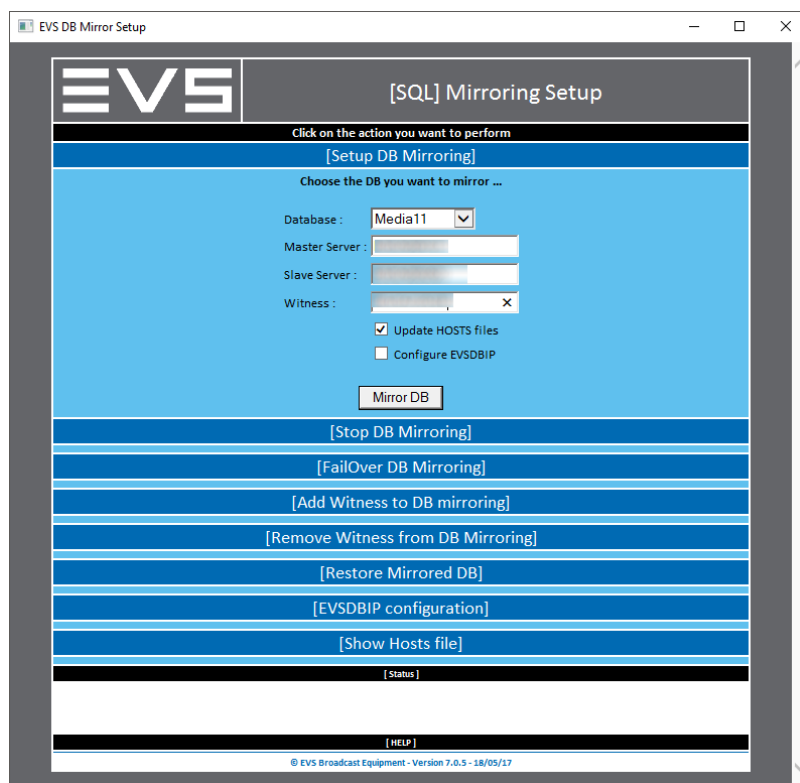 EVS DB Mirror Setup
EVS
[SQL] Mirroring Setup
Click on the action you want to perform
[Setup DB Mirroring]
Choose the DB you want to mirror ...
Database : Media11
Master Server :
Slave Server :
Witness :
Update HOSTS files
Configure EVSDBIP
Mirror DB
[Stop DB Mirroring]
[FailOver DB Mirroring]
[Add Witness to DB mirroring]
[Remove Witness from DB Mirroring]
[Restore Mirrored DB]
[EVSDBIP configuration]
[Show Hosts file]
[ Status ]
[ HELP ]
© EVS Broadcast Equipment - Version 7.0.5 - 18/05/17